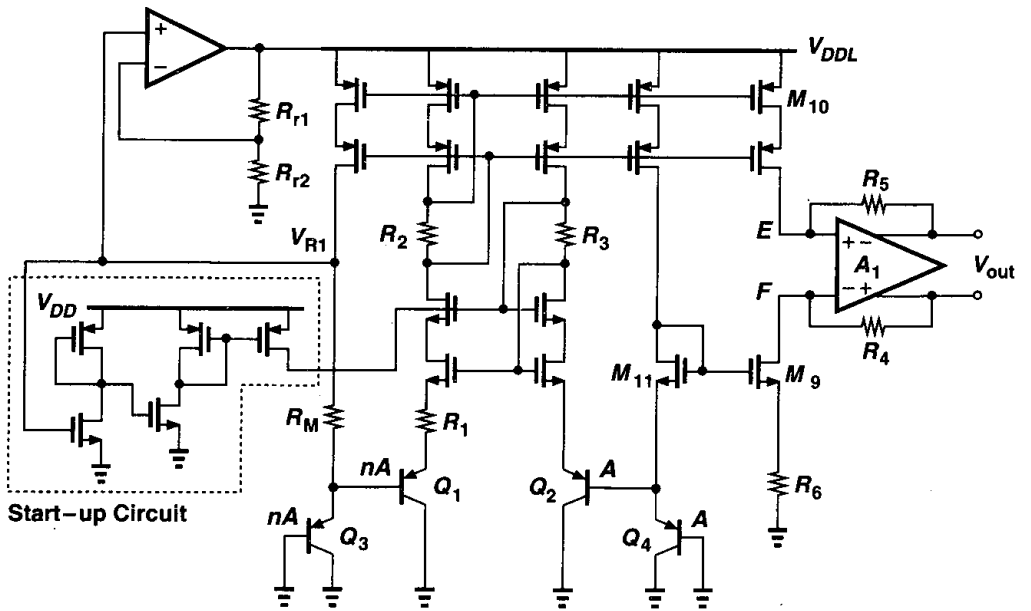 +
−
V_DDL
R_r1
M_10
R_r2
R_5
V_R1
R_2
R_3
E
+ −
A_1
V_out
F
− +
V_DD
R_4
M_11
M_9
R_M
R_1
nA
A
Q_1
Q_2
R_6
Start–up Circuit
nA
Q_3
Q_4
A